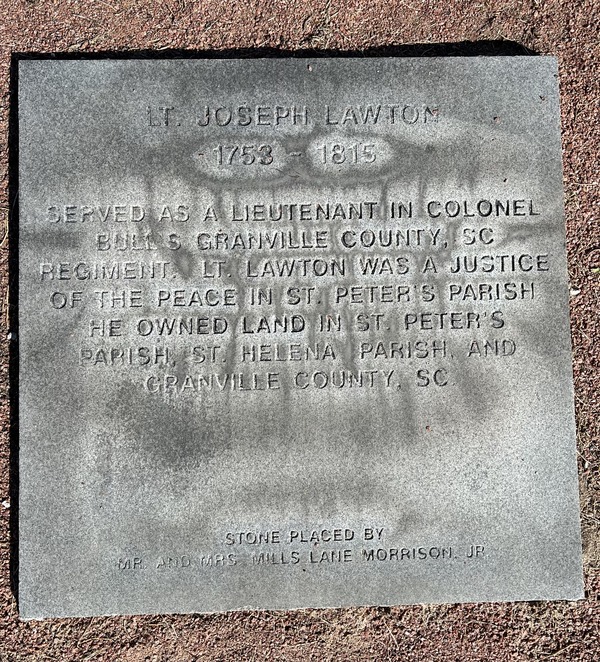 LT. JOSEPH LAWTON
- 1753 - 1815
SERVED AS A LIEUTENANT IN COLONEL
BULL'S GRANVILLE COUNTY, SC
REGIMENT. LT. LAWTON WAS A JUSTICE
OF THE PEACE IN ST. PETER'S PARISH
HE OWNED LAND IN ST. PETER'S
PARISH, ST. HELENA PARISH, AND
GRANVILLE COUNTY, SC.
STONE PLACED BY
MR. AND MRS. MILLS LANE MORRISON, JR.